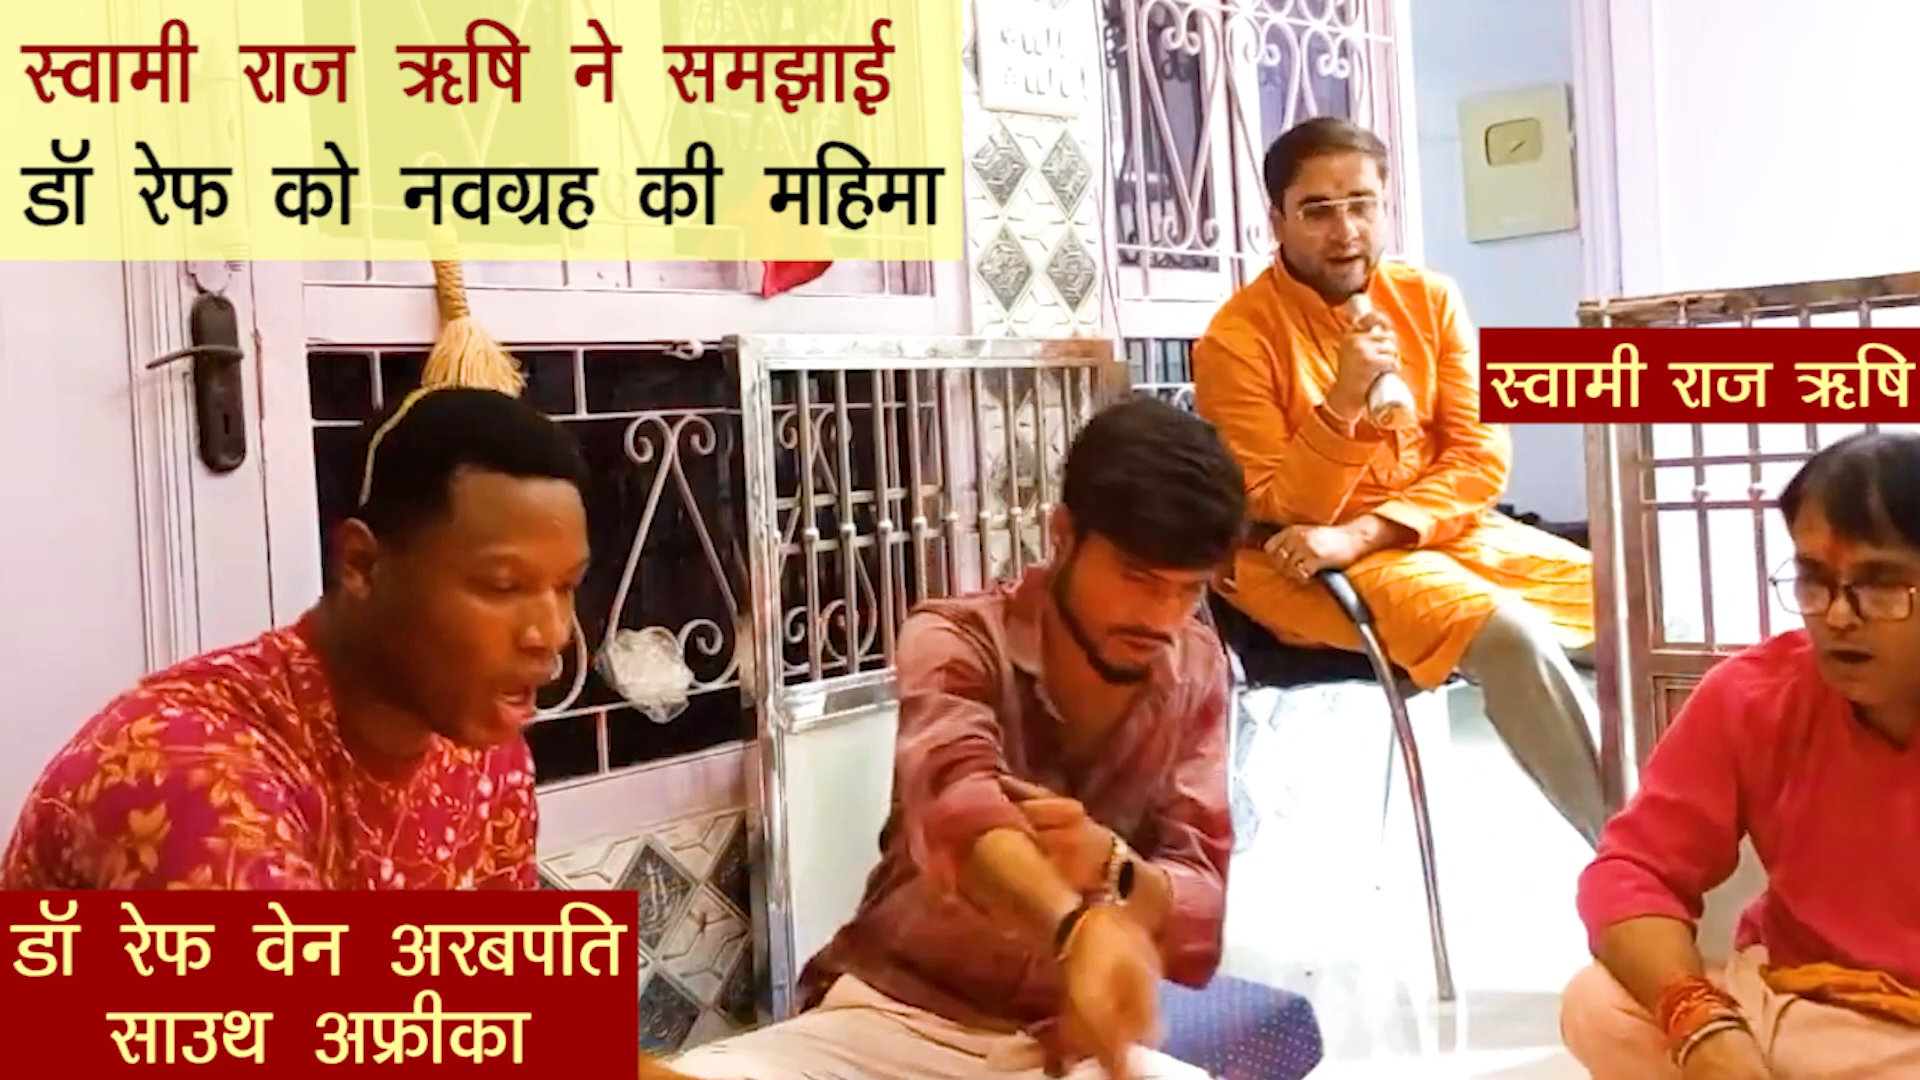 स्वामी राज ऋषि ने समझाई
डॉ रेफ को नवग्रह की महिमा
स्वामी राज ऋषि
डॉ रेफ वेन अरबपति
साउथ अफ्रीका